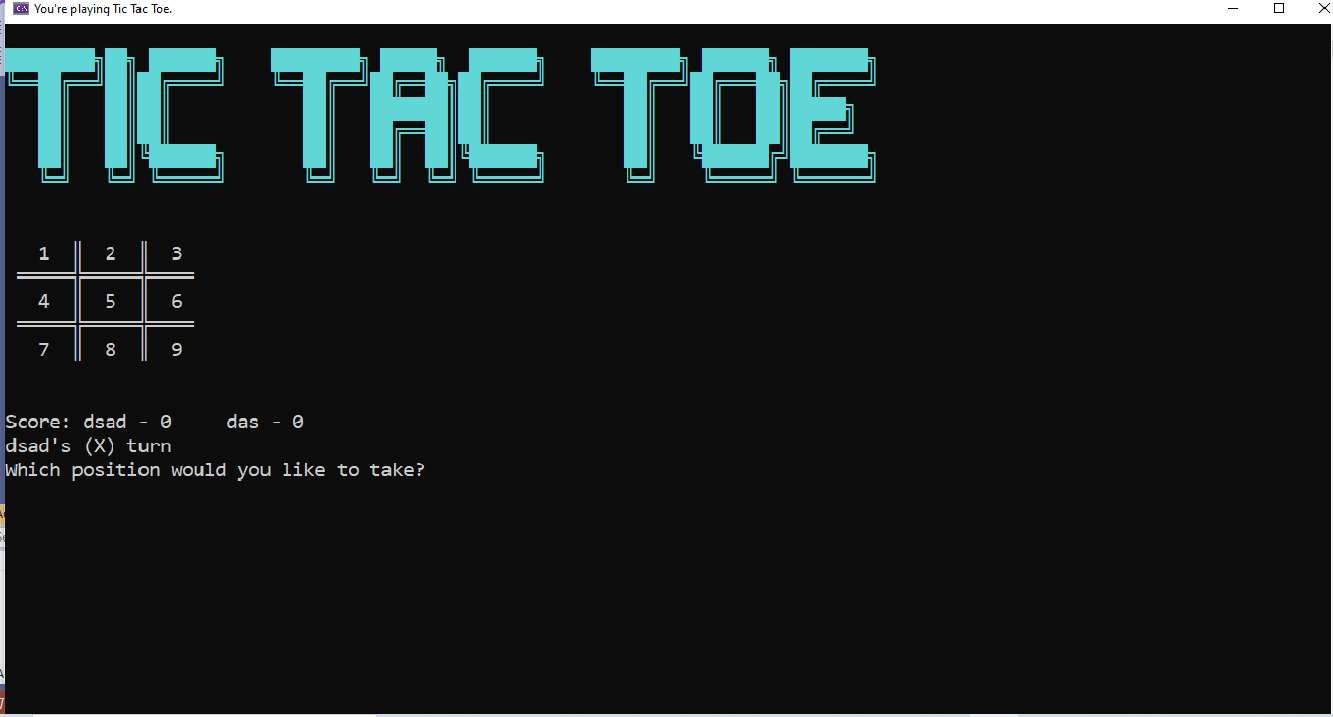 You're playing Tic Tac Toe.
TIC TAC TOE
1 2 3
4 5 6
7 8 9
Score: dsad - 0 das - 0
dsad's (X) turn
Which position would you like to take?